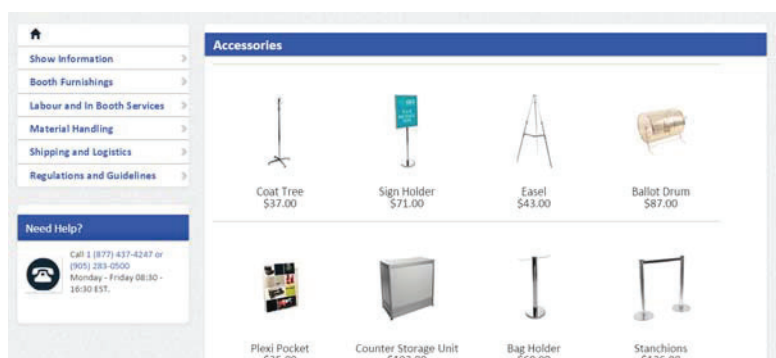 Show Information
Booth Furnishings
Labour and In Booth Services
Material Handling
Shipping and Logistics
Regulations and Guidelines
Need Help?
Call 1 (877) 437-4247 or
(905) 283-0500
Monday - Friday 08:30 -
16:30 EST.
Accessories
Coat Tree
$37.00
Sign Holder
$71.00
Easel
$43.00
Ballot Drum
$87.00
Plexi Pocket
Counter Storage Unit
Bag Holder
Stanchions